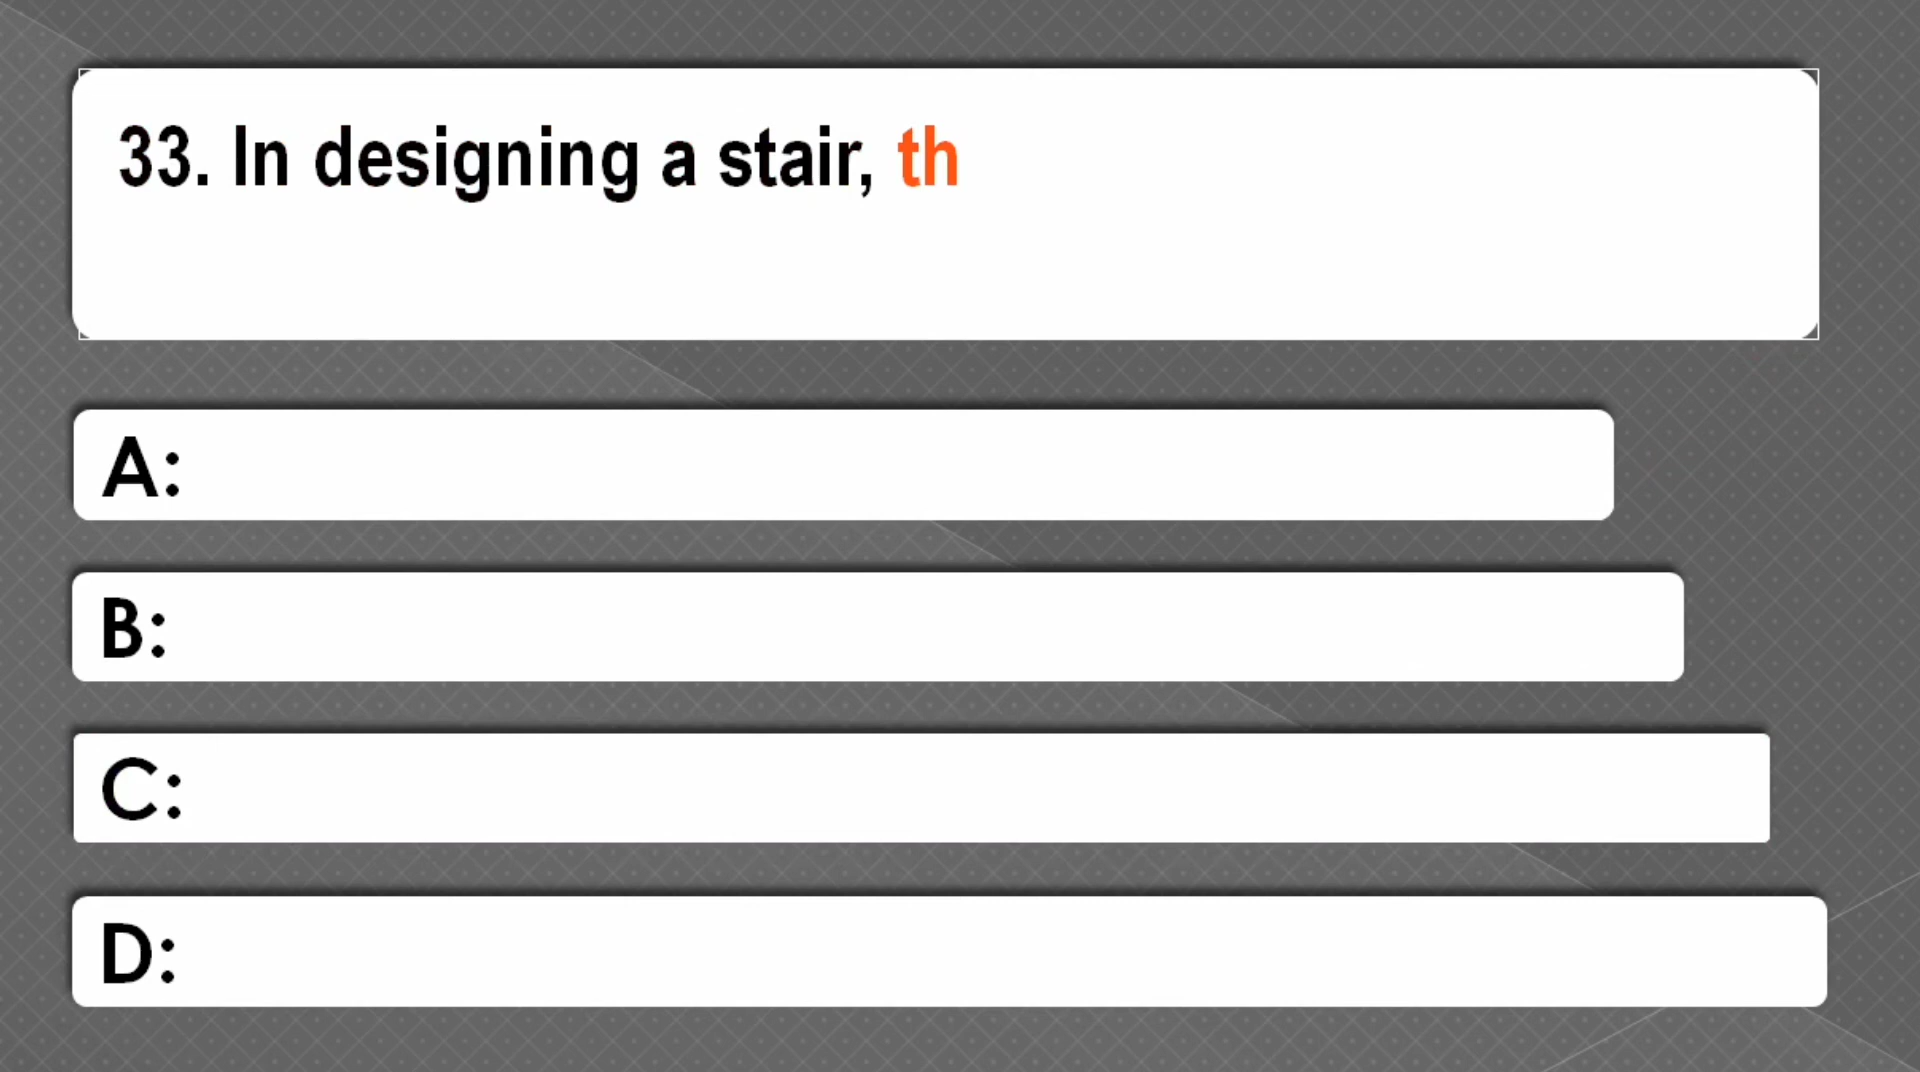 33. In designing a stair, th
A:
B:
C:
D: